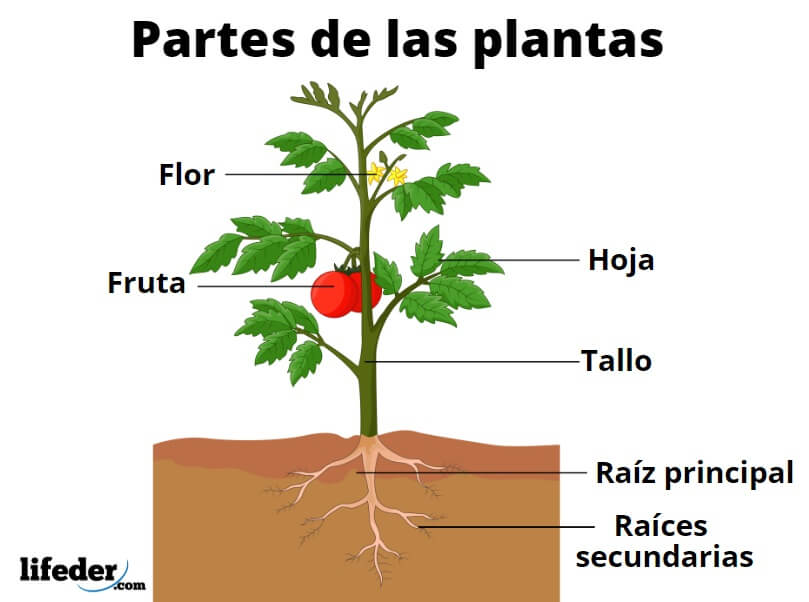 Partes de las plantas
Flor
Hoja
Fruta
Tallo
Raíz principal
Raíces
secundarias
lifeder
.com